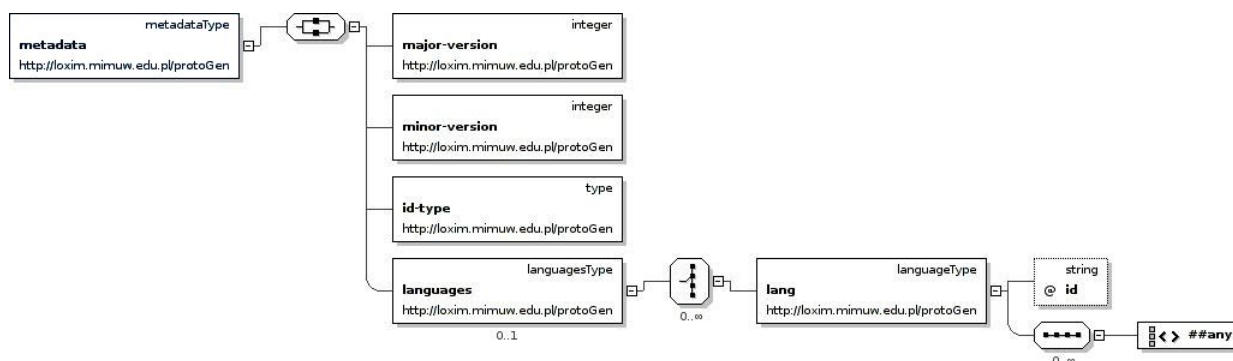 metadataType
metadata
http://loxim.mimuw.edu.pl/protoGen
integer
major-version
http://loxim.mimuw.edu.pl/protoGen
integer
minor-version
http://loxim.mimuw.edu.pl/protoGen
type
id-type
http://loxim.mimuw.edu.pl/protoGen
languagesType
languages
http://loxim.mimuw.edu.pl/protoGen
0..1
0..∞
languageType
lang
http://loxim.mimuw.edu.pl/protoGen
string
@ id
##any
0..∞